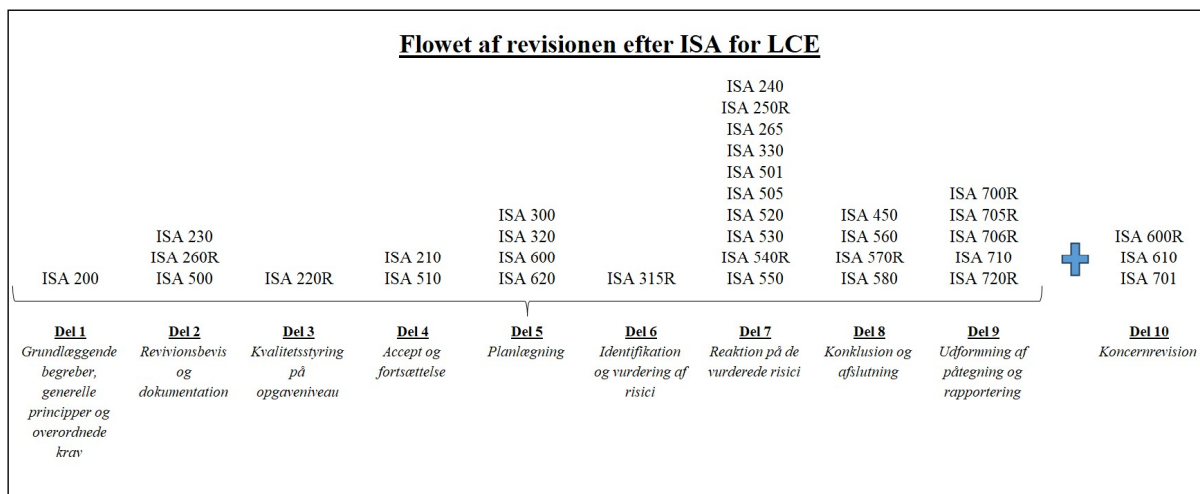 Flowet af revisionen efter ISA for LCE
ISA 200
ISA 230
ISA 260R
ISA 500
ISA 220R
ISA 210
ISA 510
ISA 300
ISA 320
ISA 600
ISA 620
ISA 315R
ISA 240
ISA 250R
ISA 265
ISA 330
ISA 501
ISA 505
ISA 520
ISA 530
ISA 540R
ISA 550
ISA 450
ISA 560
ISA 570R
ISA 580
ISA 700R
ISA 705R
ISA 706R
ISA 710
ISA 720R
ISA 600R
ISA 610
ISA 701
Del 1
Grundlæggende
begreber,
generelle
principper og
overordnede
krav
Del 2
Revivionsbevis
og
dokumentation
Del 3
Kvalitetsstyring
på
opgaveniveau
Del 4
Accept og
fortsættelse
Del 5
Planlægning
Del 6
Identifikation
og vurdering af
risici
Del 7
Reaktion på de
vurderede risici
Del 8
Konklusion og
afslutning
Del 9
Udformning af
påtegning og
rapportering
Del 10
Koncernrevision